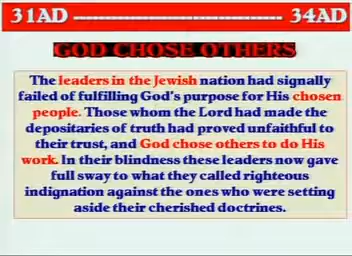 31AD ------------------------------ 34AD
GOD CHOSE OTHERS
The leaders in the Jewish nation had signally
failed of fulfilling God's purpose for His chosen
people. Those whom the Lord had made the
depositaries of truth had proved unfaithful to
their trust, and God chose others to do His
work. In their blindness these leaders now gave
full sway to what they called righteous
indignation against the ones who were setting
aside their cherished doctrines.